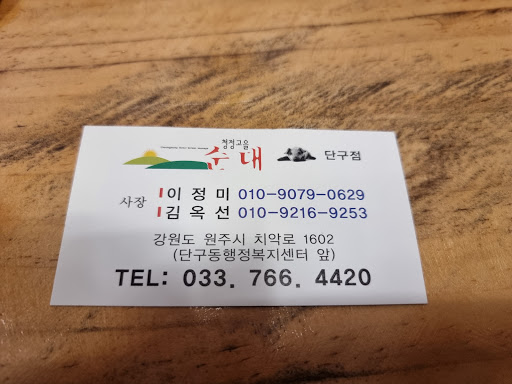 청정고을
순대 단구점
사장
이정미 010-9079-0629
김옥선 010-9216-9253
강원도 원주시 치악로 1602
(단구동행정복지센터 앞)
TEL: 033. 766. 4420